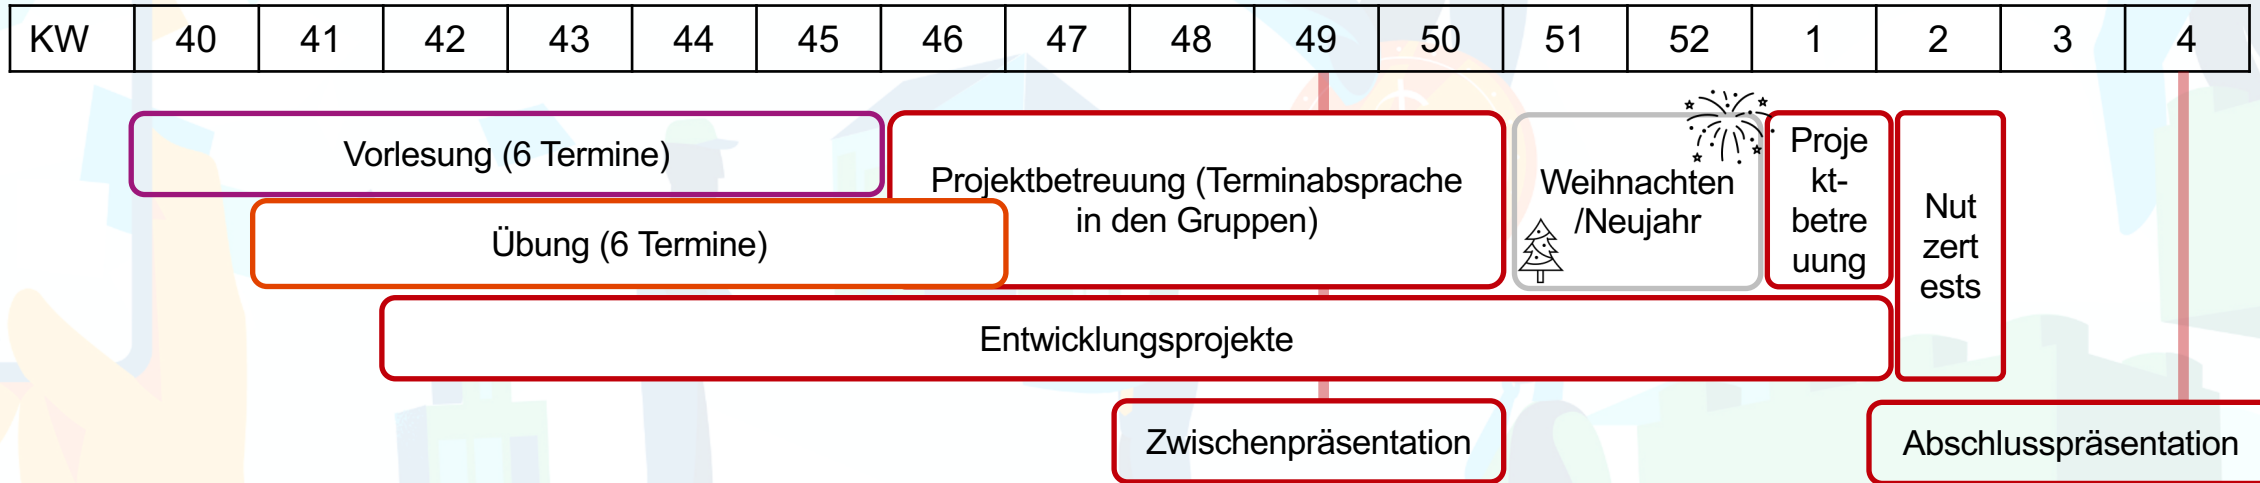 KW 40 41 42 43 44 45 46 47 48 49 50 51 52 1 2 3 4
Vorlesung (6 Termine)
Übung (6 Termine)
Projektbetreuung (Terminabsprache
in den Gruppen)
Weihnachten
/Neujahr
Proje
kt-
betre
uung
Nut
zert
ests
Entwicklungsprojekte
Zwischenpräsentation
Abschlusspräsentation